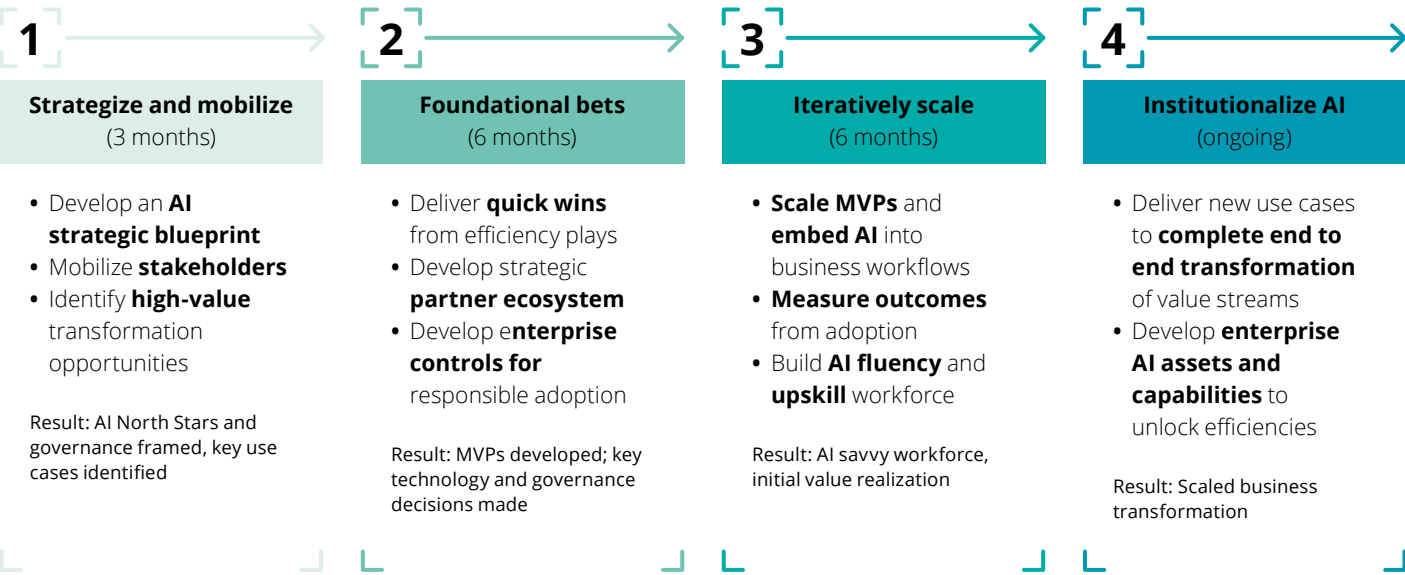 1
Strategize and mobilize
(3 months)
• Develop an AI
strategic blueprint
• Mobilize stakeholders
• Identify high-value
transformation
opportunities
Result: AI North Stars and
governance framed, key use
cases identified
2
Foundational bets
(6 months)
• Deliver quick wins
from efficiency plays
• Develop strategic
partner ecosystem
• Develop enterprise
controls for
responsible adoption
Result: MVPs developed; key
technology and governance
decisions made
3
Iteratively scale
(6 months)
• Scale MVPs and
embed AI into
business workflows
• Measure outcomes
from adoption
• Build AI fluency and
upskill workforce
Result: AI savvy workforce,
initial value realization
4
Institutionalize AI
(ongoing)
• Deliver new use cases
to complete end to
end transformation
of value streams
• Develop enterprise
AI assets and
capabilities to
unlock efficiencies
Result: Scaled business
transformation